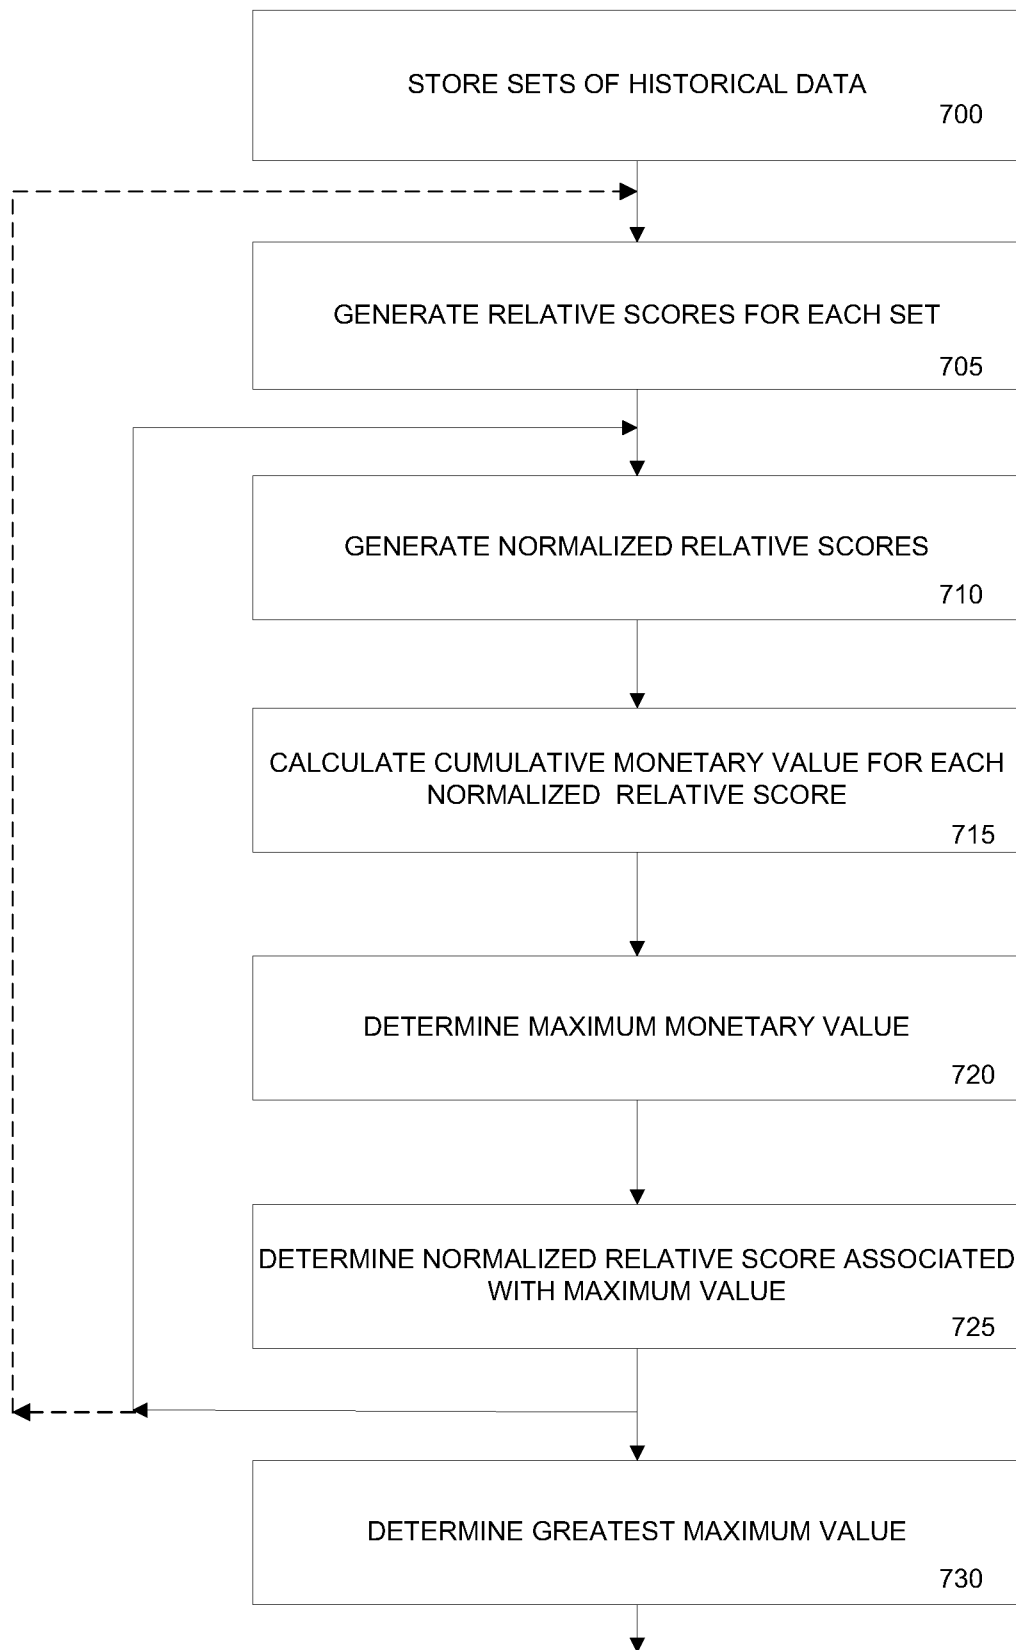 STORE SETS OF HISTORICAL DATA
700
GENERATE RELATIVE SCORES FOR EACH SET
705
GENERATE NORMALIZED RELATIVE SCORES
710
CALCULATE CUMULATIVE MONETARY VALUE FOR EACH
NORMALIZED RELATIVE SCORE
715
DETERMINE MAXIMUM MONETARY VALUE
720
DETERMINE NORMALIZED RELATIVE SCORE ASSOCIATED
WITH MAXIMUM VALUE
725
DETERMINE GREATEST MAXIMUM VALUE
730